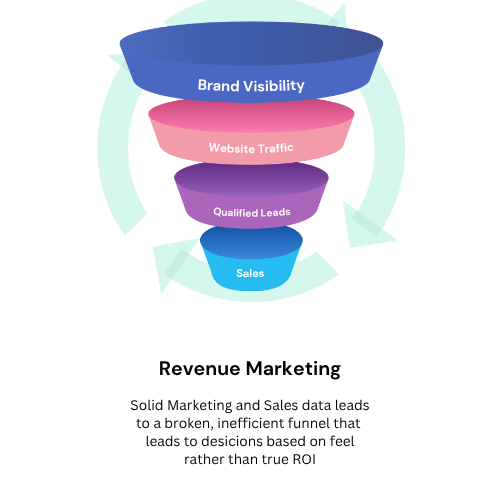 Brand Visibility
Website Traffic
Qualified Leads
Sales
Revenue Marketing
Solid Marketing and Sales data leads
to a broken, inefficient funnel that
leads to desicions based on feel
rather than true ROI